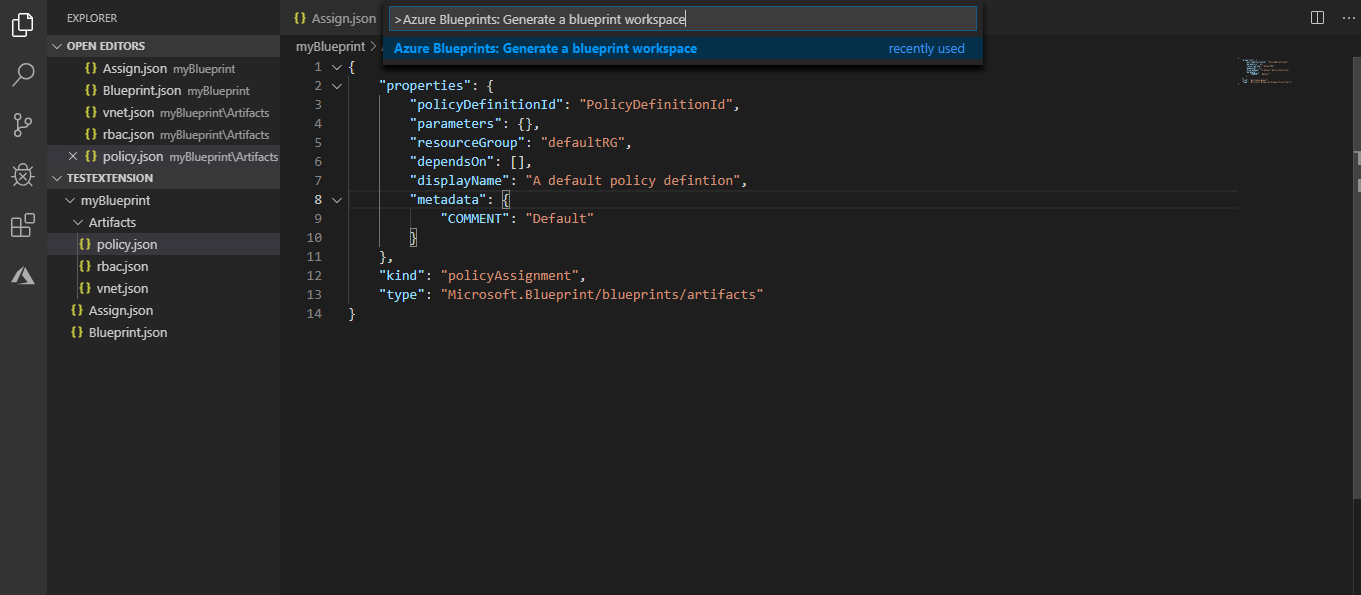 EXPLORER
OPEN EDITORS
{} Assign.json myBlueprint
{} Blueprint.json myBlueprint
{} vnet.json myBlueprint\Artifacts
{} rbac.json myBlueprint\Artifacts
{} policy.json myBlueprint\Artifacts
TESTEXTENSION
myBlueprint
Artifacts
{} policy.json
{} rbac.json
{} vnet.json
{} Assign.json
{} Blueprint.json
{} Assign.json
>Azure Blueprints: Generate a blueprint workspace
Azure Blueprints: Generate a blueprint workspace recently used
myBlueprint >
1 {
2 "properties": {
3 "policyDefinitionId": "PolicyDefinitionId",
4 "parameters": {},
5 "resourceGroup": "defaultRG",
6 "dependsOn": [],
7 "displayName": "A default policy defintion",
8 "metadata": {
9 "COMMENT": "Default"
10 }
11 },
12 "kind": "policyAssignment",
13 "type": "Microsoft.Blueprint/blueprints/artifacts"
14 }